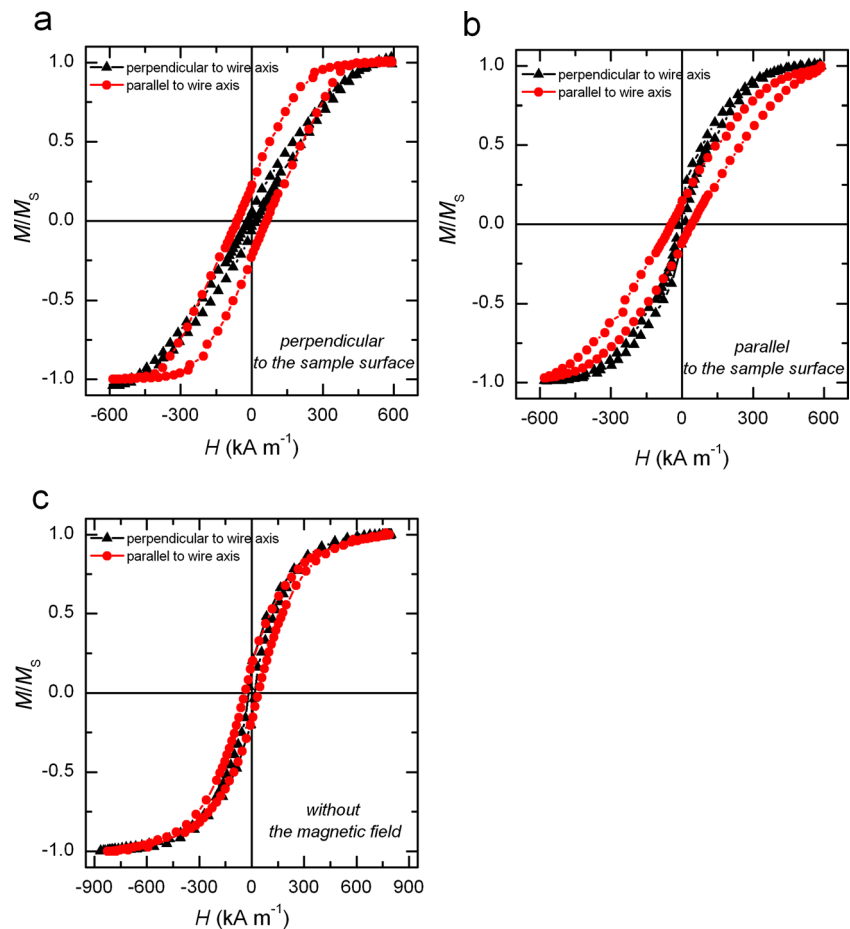 a
1.0
0.5
0.0
-0.5
-1.0
M/Ms
perpendicular to wire axis
parallel to wire axis
perpendicular
to the sample surface
-600 -300 0 300 600
H (kA m⁻¹)
b
1.0
0.5
0.0
-0.5
-1.0
M/Ms
perpendicular to wire axis
parallel to wire axis
parallel
to the sample surface
-600 -300 0 300 600
H (kA m⁻¹)
c
1.0
0.5
0.0
-0.5
-1.0
M/Ms
perpendicular to wire axis
parallel to wire axis
without
the magnetic field
-900 -600 -300 0 300 600 900
H (kA m⁻¹)